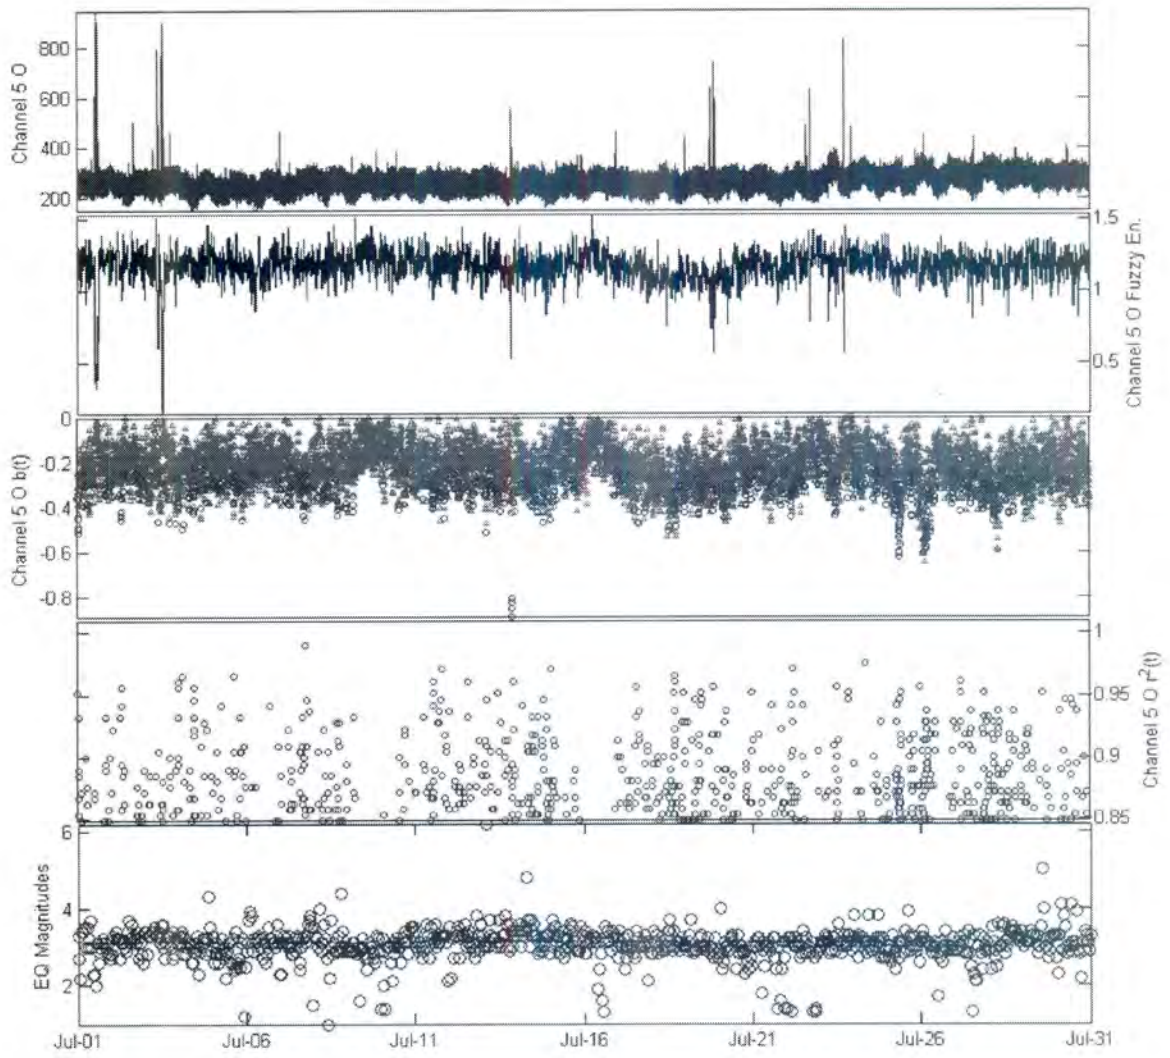 800
600
400
200
Channel 5 O
1.5
1
0.5
Channel 5 O Fuzzy En.
0
-0.2
-0.4
-0.6
-0.8
Channel 5 O b(t)
1
0.95
0.9
0.85
Channel 5 O r²(t)
6
4
2
EQ Magnitudes
Jul-01
Jul-06
Jul-11
Jul-16
Jul-21
Jul-26
Jul-31